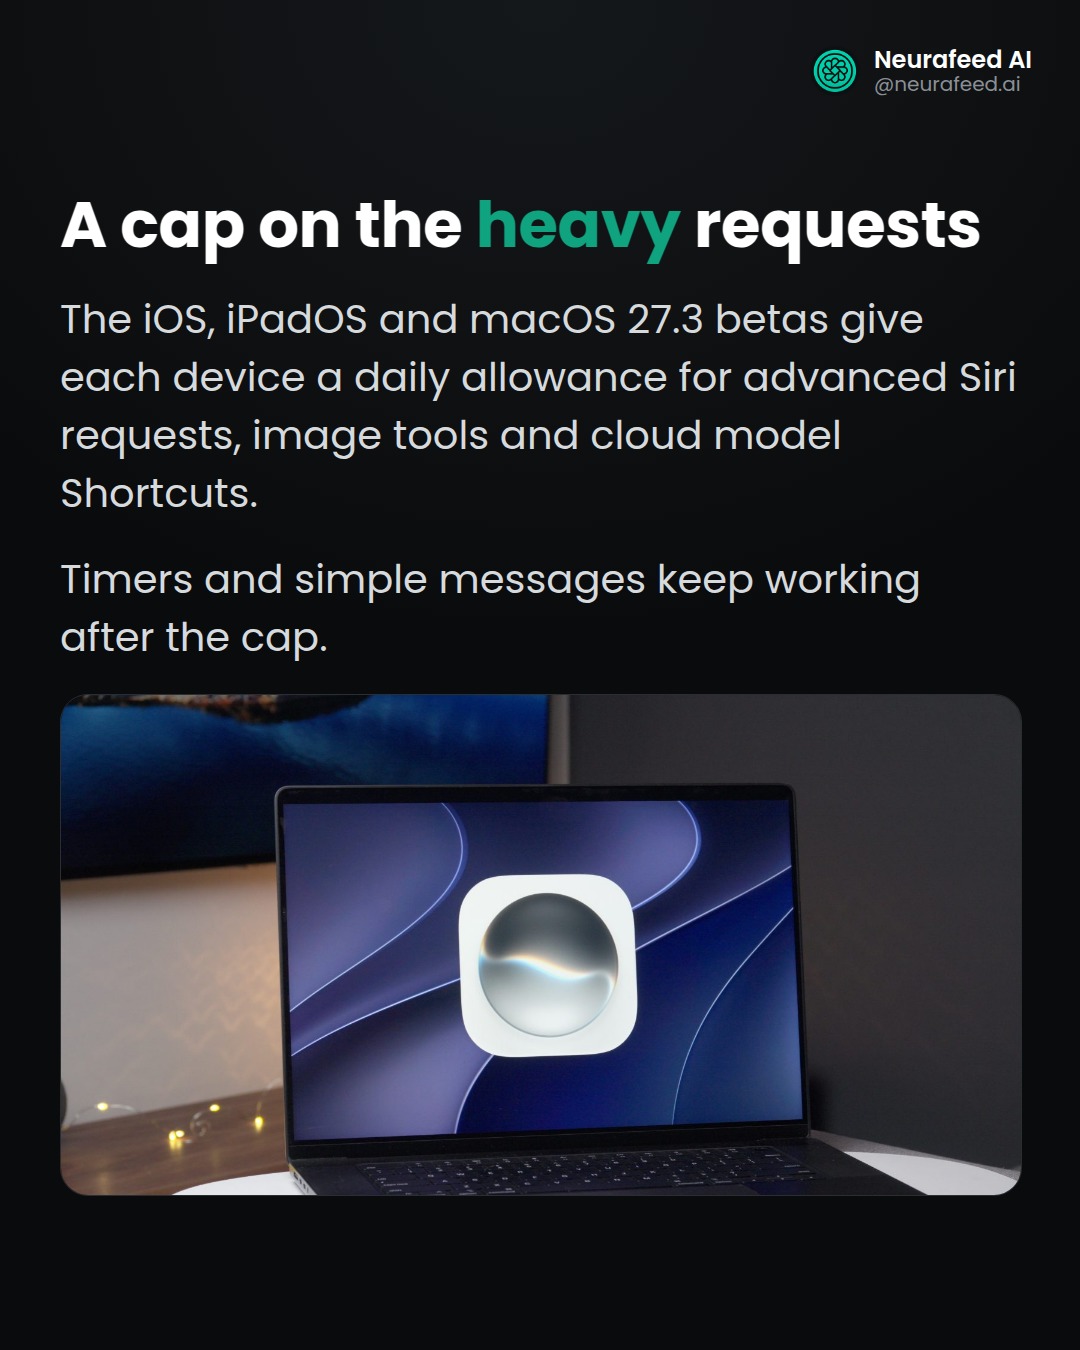 Neurafeed AI
@neurafeed.ai
A cap on the heavy requests
The iOS, iPadOS and macOS 27.3 betas give
each device a daily allowance for advanced Siri
requests, image tools and cloud model
Shortcuts.
Timers and simple messages keep working
after the cap.